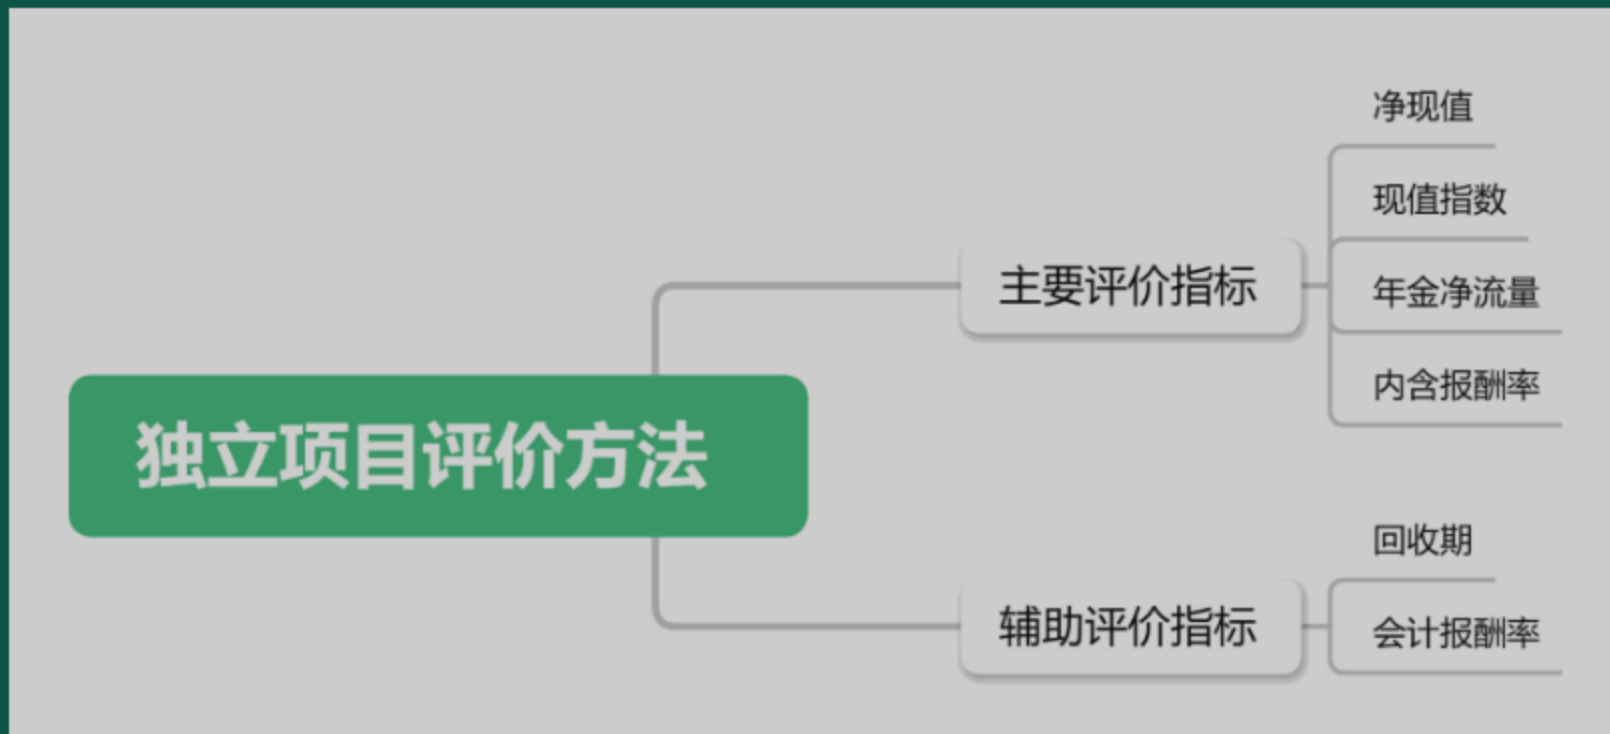 独立项目评价方法
主要评价指标
净现值
现值指数
年金净流量
内含报酬率
辅助评价指标
回收期
会计报酬率